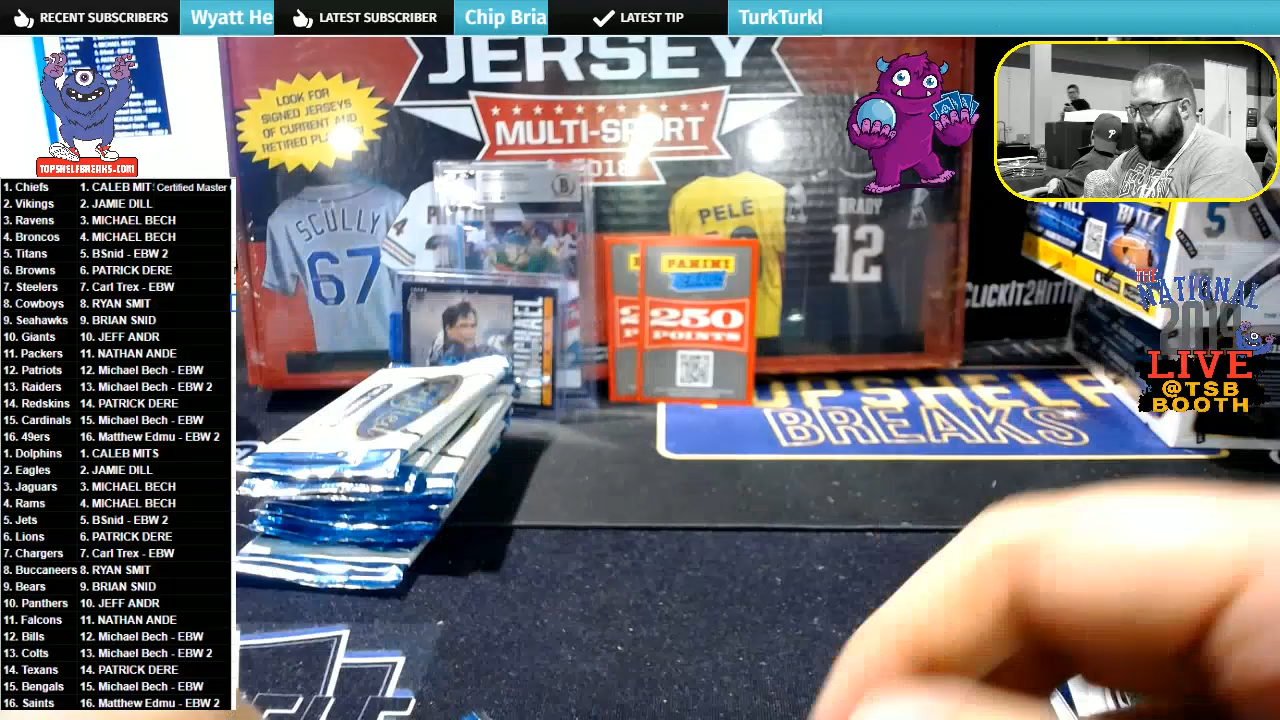 RECENT SUBSCRIBERS
Wyatt He
LATEST SUBSCRIBER
Chip Bria
LATEST TIP
TurkTurkl
TOPSHELFBREAKS.COM
1. Chiefs 1. CALEB MIT: Certified Master
2. Vikings 2. JAMIE DILL
3. Ravens 3. MICHAEL BECH
4. Broncos 4. MICHAEL BECH
5. Titans 5. BSnid - EBW 2
6. Browns 6. PATRICK DERE
7. Steelers 7. Carl Trex - EBW
8. Cowboys 8. RYAN SMIT
9. Seahawks 9. BRIAN SNID
10. Giants 10. JEFF ANDR
11. Packers 11. NATHAN ANDE
12. Patriots 12. Michael Bech - EBW
13. Raiders 13. Michael Bech - EBW 2
14. Redskins 14. PATRICK DERE
15. Cardinals 15. Michael Bech - EBW
16. 49ers 16. Matthew Edmu - EBW 2
1. Dolphins 1. CALEB MITS
2. Eagles 2. JAMIE DILL
3. Jaguars 3. MICHAEL BECH
4. Rams 4. MICHAEL BECH
5. Jets 5. BSnid - EBW 2
6. Lions 6. PATRICK DERE
7. Chargers 7. Carl Trex - EBW
8. Buccaneers 8. RYAN SMIT
9. Bears 9. BRIAN SNID
10. Panthers 10. JEFF ANDR
11. Falcons 11. NATHAN ANDE
12. Bills 12. Michael Bech - EBW
13. Colts 13. Michael Bech - EBW 2
14. Texans 14. PATRICK DERE
15. Bengals 15. Michael Bech - EBW
16. Saints 16. Matthew Edmu - EBW 2
JERSEY
MULTI-SPORT
2018
LOOK FOR
SIGNED JERSEYS
OF CURRENT AND
RETIRED
SCULLY
67
PELÉ
BRADY
12
PANINI
250
POINTS
CLICKIT2HITIT
TOPSHELF
BREAKS
BLITZ
5
THE
NATIONAL
2019
LIVE
@TSB
BOOTH